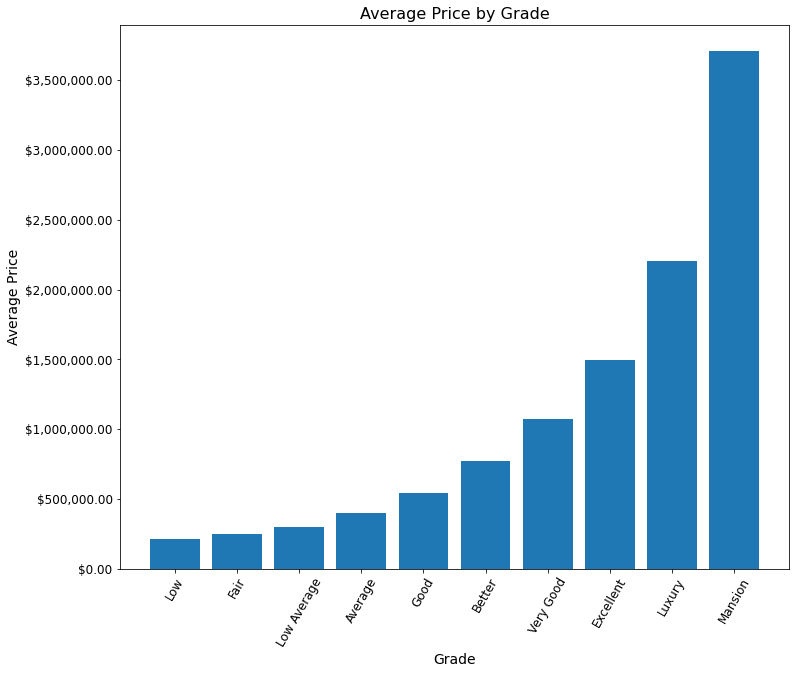 Average Price by Grade
Average Price
$3,500,000.00
$3,000,000.00
$2,500,000.00
$2,000,000.00
$1,500,000.00
$1,000,000.00
$500,000.00
$0.00
Low
Fair
Low Average
Average
Good
Better
Very Good
Excellent
Luxury
Mansion
Grade